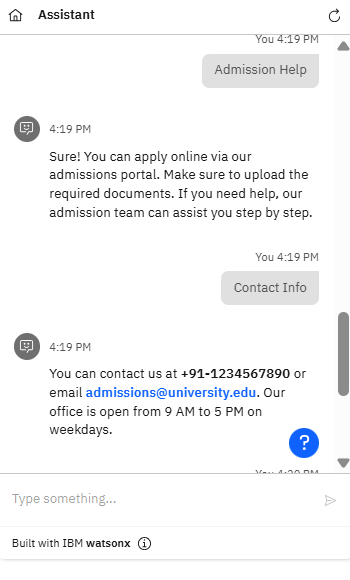 Assistant
You 4:19 PM
Admission Help
4:19 PM
Sure! You can apply online via our
admissions portal. Make sure to upload the
required documents. If you need help, our
admission team can assist you step by step.
You 4:19 PM
Contact Info
4:19 PM
You can contact us at +91-1234567890 or
email admissions@university.edu. Our
office is open from 9 AM to 5 PM on
weekdays.
?
You 4:20 PM
Type something...
Built with IBM watsonx